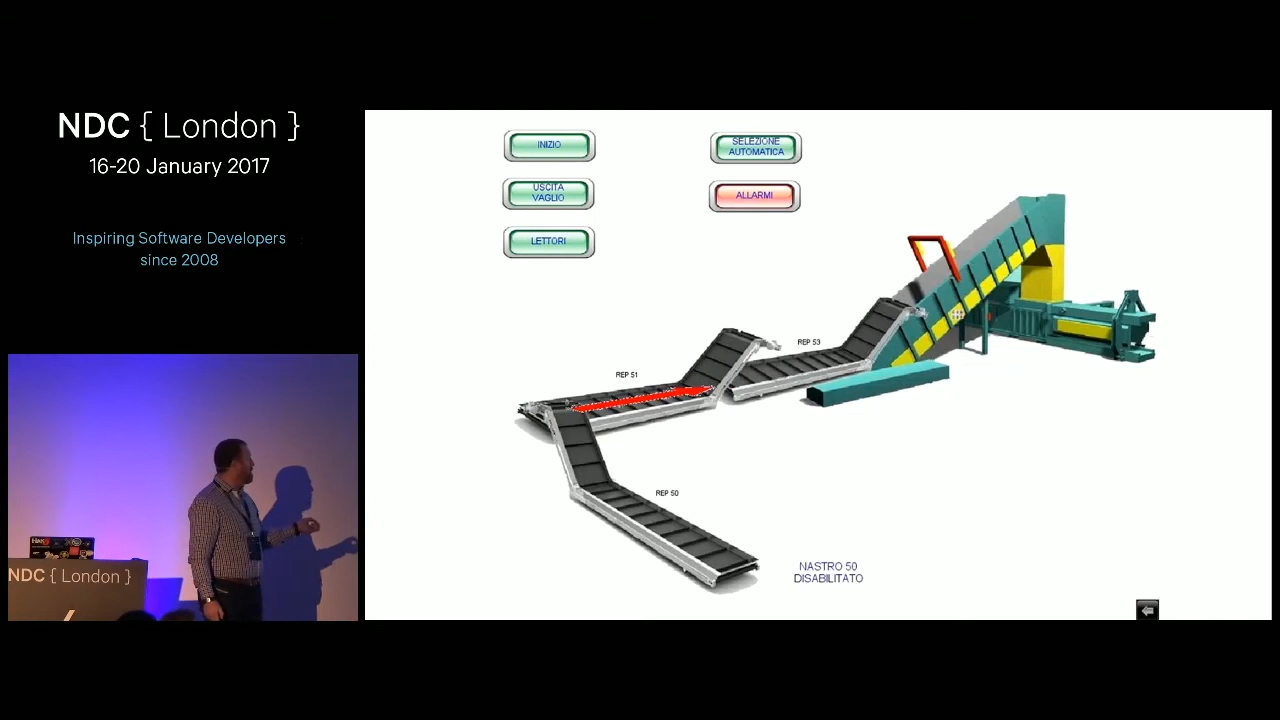 NDC { London }
16-20 January 2017
Inspiring Software Developers
since 2008
NDC { London }
INIZIO
USCITA
VAGLIO
LETTORI
SELEZIONE
AUTOMATICA
ALLARMI
REP 53
REP 51
REP 50
NASTRO 50
DISABILITATO